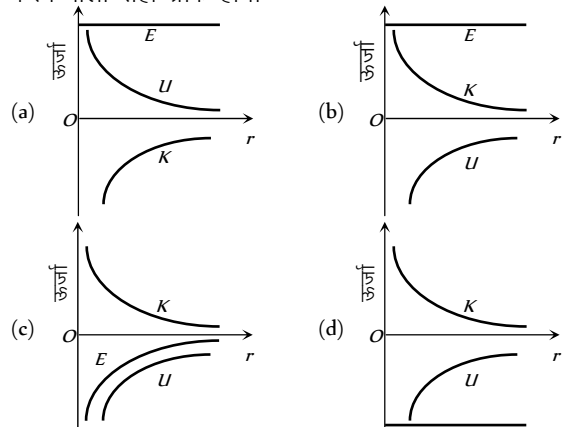 (a) ऊर्जा E U O K r
(b) ऊर्जा E K O U r
(c) ऊर्जा K O E U r
(d) ऊर्जा K O U r